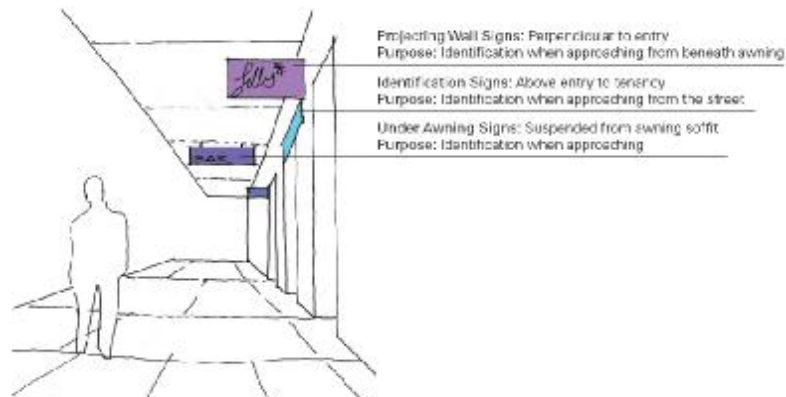 Projecting Wall Signs: Perpendicular to entry
Purpose: Identification when approaching from beneath awning
Identification Signs: Above entry to tenancy
Purpose: Identification when approaching from the street
Under Awning Signs: Suspended from awning soffit
Purpose: Identification when approaching